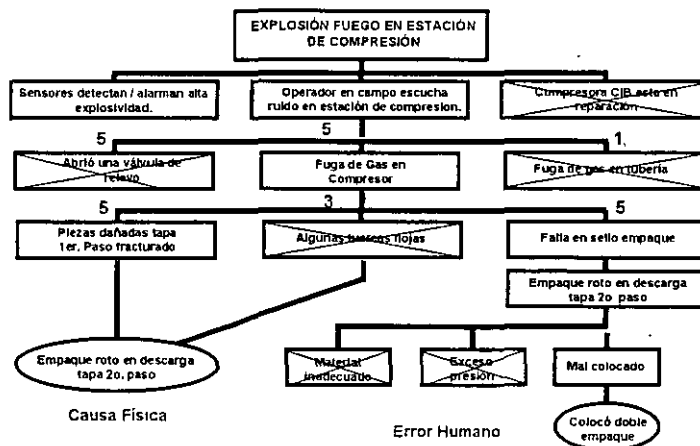 EXPLOSIÓN FUEGO EN ESTACIÓN
DE COMPRESIÓN
Sensores detectan / alarman alta
explosividad.
Operador en campo escucha
ruido en estación de compresion.
Compresora CIB esta en
reparación
5
5
1.
Abrió una válvula de
relevo
Fuga de Gas en
Compresor
Fuga de gas en tubería
5
3
5
Piezas dañadas tapa
1er. Paso fracturado
Algunas tuercas flojas
Falla en sello empaque
Empaque roto en descarga
tapa 2o. paso
Empaque roto en descarga
tapa 2o. paso
Material
inadecuado
Exceso
presión
Mal colocado
Causa Física
Error Humano
Colocó doble
empaque